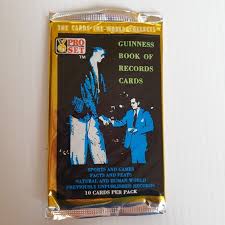 THE CARDS THE WORLD COLLECTS
PRO
SET
TM
GUINNESS
BOOK OF
RECORDS
CARDS
SPORTS AND GAMES
FACTS AND FEATS
NATURAL AND HUMAN WORLD
PREVIOUSLY UNPUBLISHED RECORDS
10 CARDS PER PACK